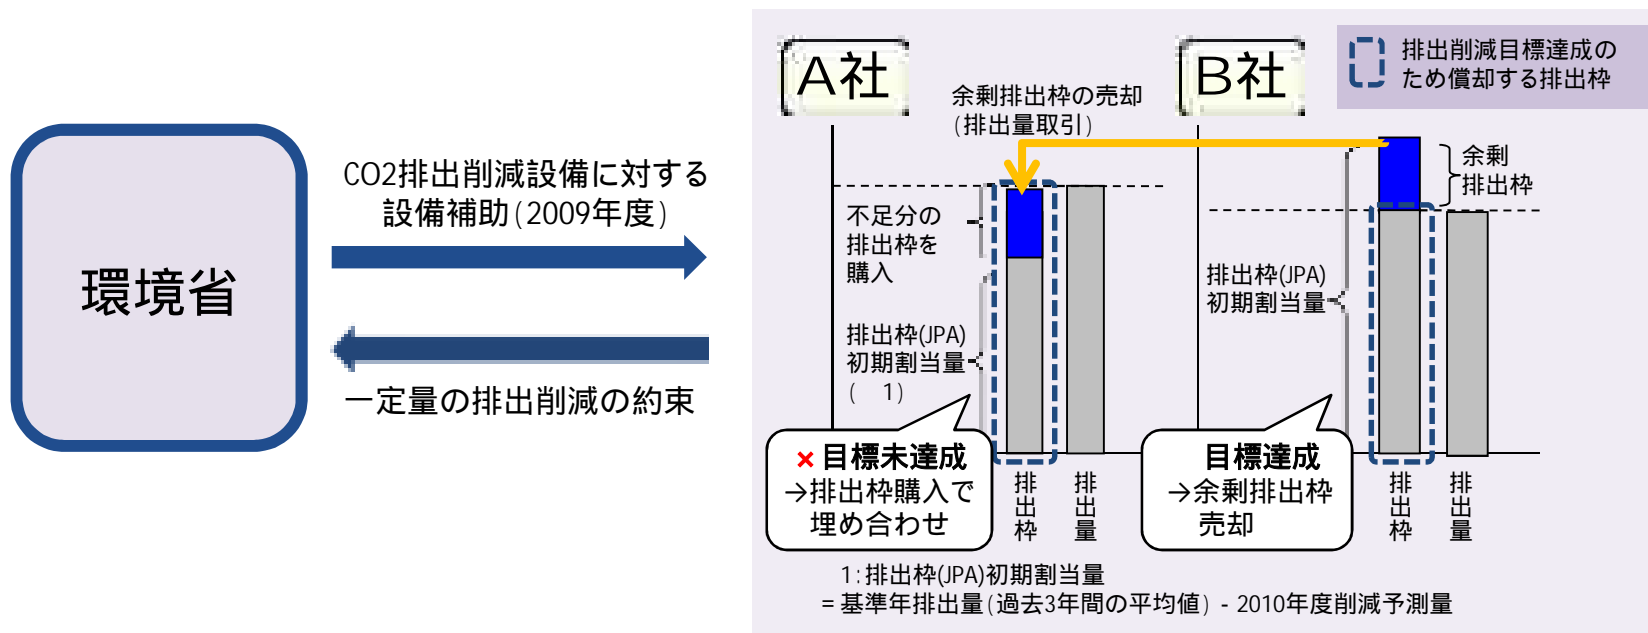 環境省
CO2排出削減設備に対する
設備補助(2009年度)
一定量の排出削減の約束
A社
余剰排出枠の売却
(排出量取引)
B社
排出削減目標達成の
ため償却する排出枠
不足分の
排出枠を
購入
排出枠(JPA)
初期割当量
( 1)
×目標未達成
→排出枠購入で
埋め合わせ
排出枠
排出量
余剰
排出枠
排出枠(JPA)
初期割当量
目標達成
→余剰排出枠
売却
排出枠
排出量
1:排出枠(JPA)初期割当量
=基準年排出量(過去3年間の平均値) - 2010年度削減予測量